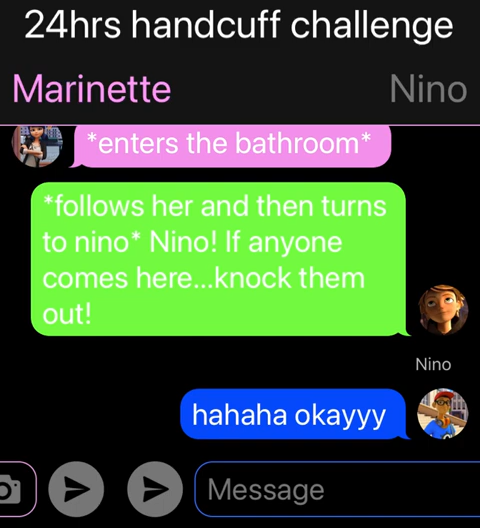 24hrs handcuff challenge
Marinette
Nino
*enters the bathroom*
*follows her and then turns
to nino* Nino! If anyone
comes here...knock them
out!
Nino
hahaha okayyy
Message